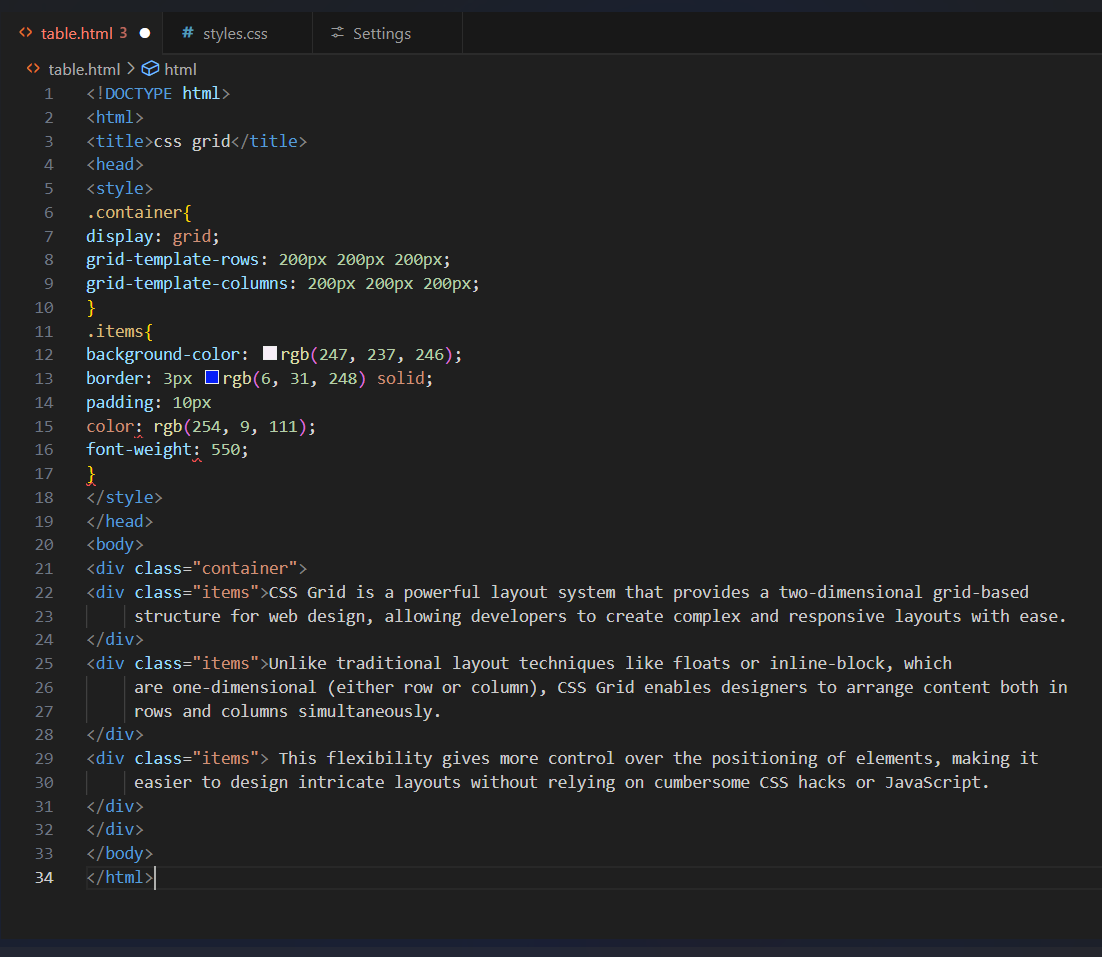 table.html 3 styles.css Settings
table.html > html
1 <!DOCTYPE html>
2 <html>
3 <title>css grid</title>
4 <head>
5 <style>
6 .container{
7 display: grid;
8 grid-template-rows: 200px 200px 200px;
9 grid-template-columns: 200px 200px 200px;
10 }
11 .items{
12 background-color: rgb(247, 237, 246);
13 border: 3px rgb(6, 31, 248) solid;
14 padding: 10px
15 color: rgb(254, 9, 111);
16 font-weight: 550;
17 }
18 </style>
19 </head>
20 <body>
21 <div class="container">
22 <div class="items">CSS Grid is a powerful layout system that provides a two-dimensional grid-based
23 structure for web design, allowing developers to create complex and responsive layouts with ease.
24 </div>
25 <div class="items">Unlike traditional layout techniques like floats or inline-block, which
26 are one-dimensional (either row or column), CSS Grid enables designers to arrange content both in
27 rows and columns simultaneously.
28 </div>
29 <div class="items"> This flexibility gives more control over the positioning of elements, making it
30 easier to design intricate layouts without relying on cumbersome CSS hacks or JavaScript.
31 </div>
32 </div>
33 </body>
34 </html>